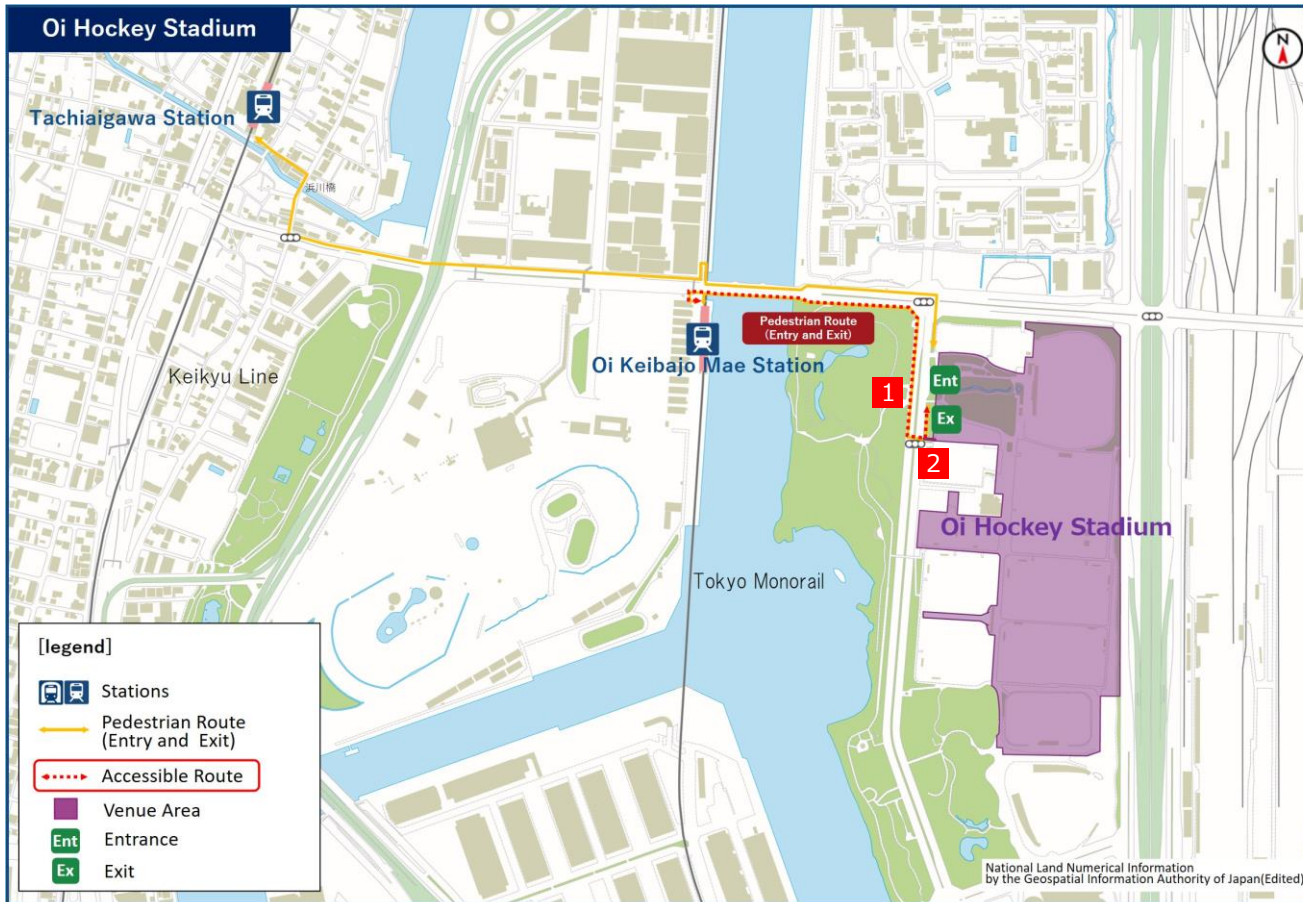 Oi Hockey Stadium
N
Tachiaigawa Station
浜川橋
Pedestrian Route
(Entry and Exit)
Oi Keibajo Mae Station
Keikyu Line
Ent
1
Ex
2
Oi Hockey Stadium
Tokyo Monorail
[legend]
Stations
Pedestrian Route
(Entry and Exit)
Accessible Route
Venue Area
Ent Entrance
Ex Exit
National Land Numerical Information
by the Geospatial Information Authority of Japan(Edited)